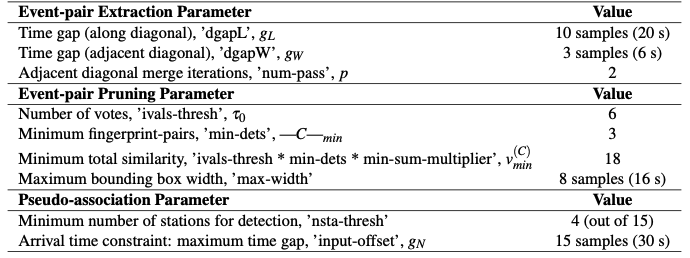 Event-pair Extraction Parameter Value
Time gap (along diagonal), 'dgapL', g_L 10 samples (20 s)
Time gap (adjacent diagonal), 'dgapW', g_W 3 samples (6 s)
Adjacent diagonal merge iterations, 'num-pass', p 2
Event-pair Pruning Parameter Value
Number of votes, 'ivals-thresh', τ_0 6
Minimum fingerprint-pairs, 'min-dets', —C—_min 3
Minimum total similarity, 'ivals-thresh * min-dets * min-sum-multiplier', v_min^(C) 18
Maximum bounding box width, 'max-width' 8 samples (16 s)
Pseudo-association Parameter Value
Minimum number of stations for detection, 'nsta-thresh' 4 (out of 15)
Arrival time constraint: maximum time gap, 'input-offset', g_N 15 samples (30 s)